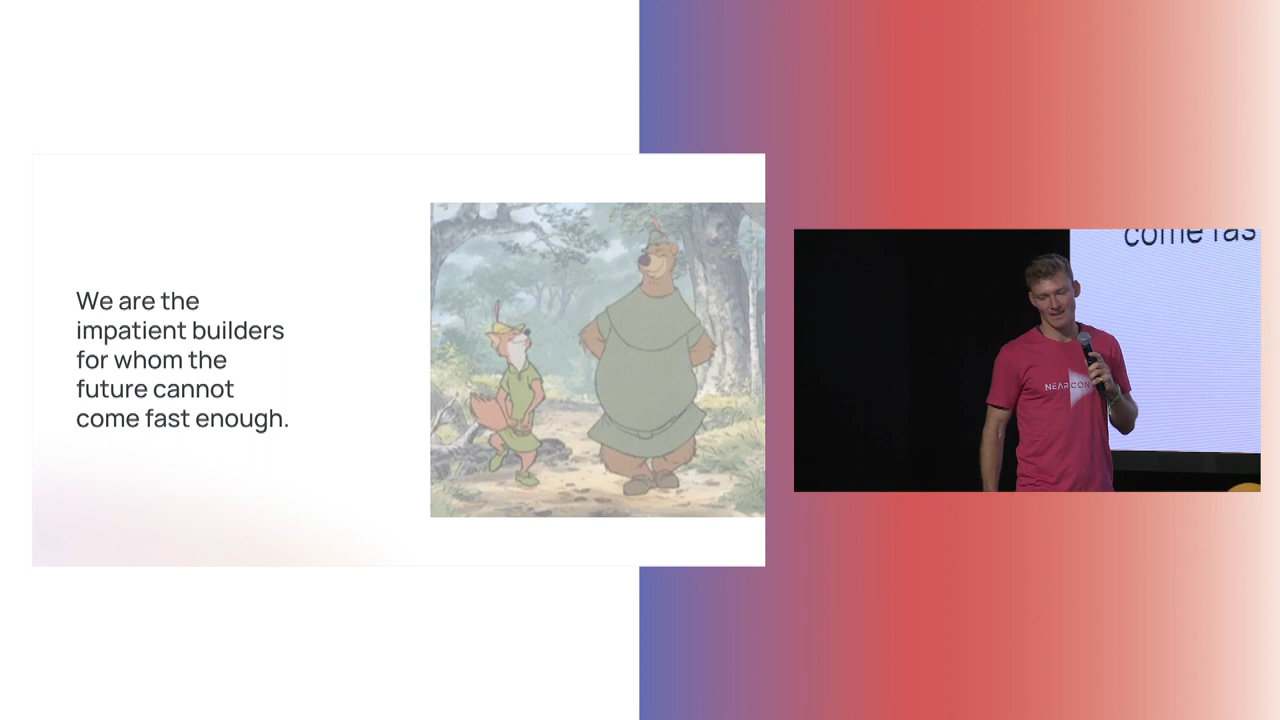 We are the
impatient builders
for whom the
future cannot
come fast enough.
come fas
NEARCON